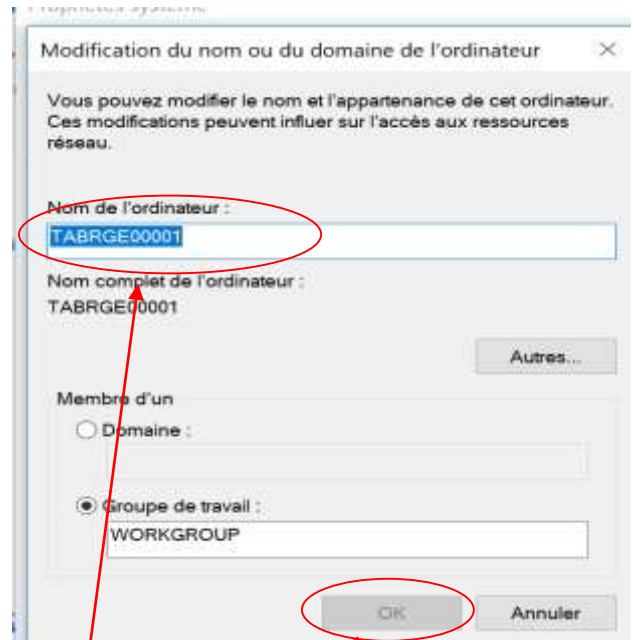 Propriétés système
Modification du nom ou du domaine de l'ordinateur
Vous pouvez modifier le nom et l'appartenance de cet ordinateur.
Ces modifications peuvent influer sur l'accès aux ressources
réseau.
Nom de l'ordinateur :
TABRGE00001
Nom complet de l'ordinateur :
TABRGE00001
Autres...
Membre d'un
Domaine :
Groupe de travail :
WORKGROUP
OK
Annuler